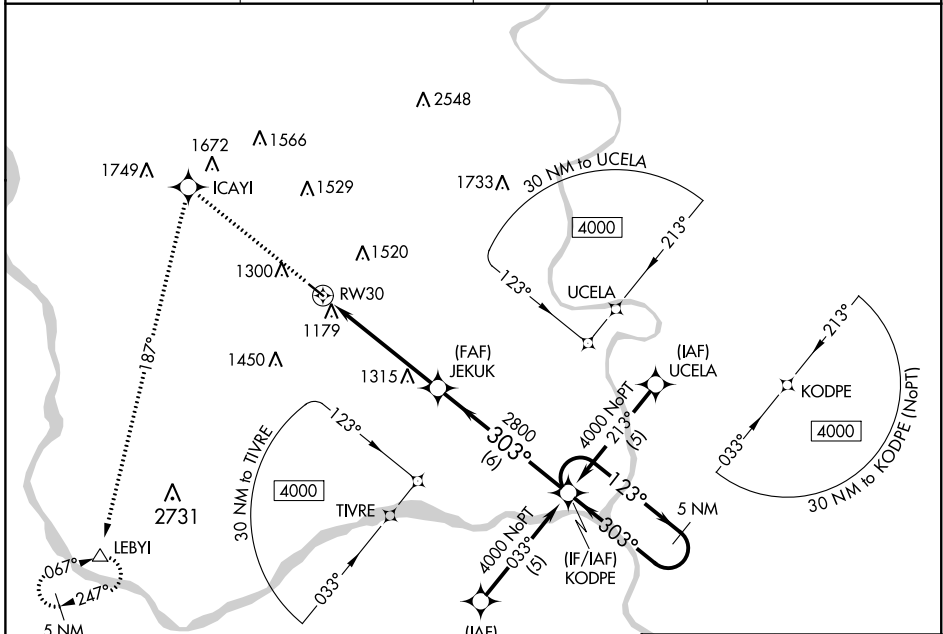 2548
1566
1672
1749
ICAYI
1529
1733
30 NM to UCELA
4000
213°
123°
1520
1300
RW30
1179
UCELA
213°
KODPE
4000
033°
30 NM to KODPE (NoPT)
187°
1450
1315
(FAF)
JEKUK
(IAF)
UCELA
4000 NoPT
213°
(5)
2800
303°
(6)
123°
30 NM to TIVRE
4000
TIVRE
033°
123°
5 NM
303°
(IF/IAF)
KODPE
4000 NoPT
033°
(5)
2731
LEBYI
067°
247°
5 NM
(IAF)